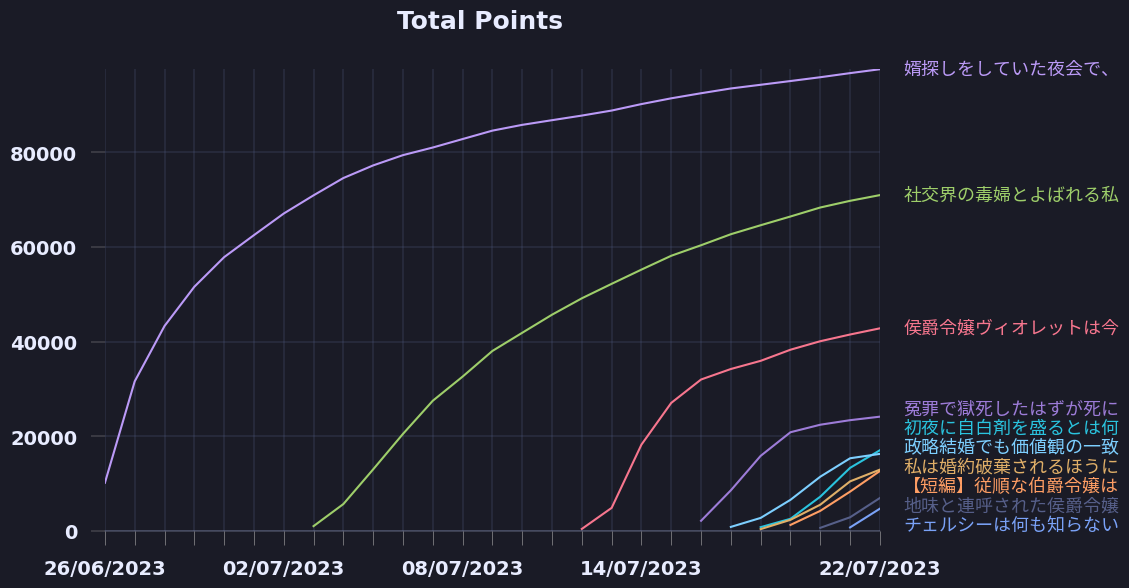 Total Points
婿探しをしていた夜会で、
80000
社交界の毒婦とよばれる私
60000
侯爵令嬢ヴィオレットは今
40000
冤罪で獄死したはずが死に
初夜に自白剤を盛るとは何
20000
政略結婚でも価値観の一致
私は婚約破棄されるほうに
【短編】従順な伯爵令嬢は
地味と連呼された侯爵令嬢
チェルシーは何も知らない
0
26/06/2023 02/07/2023 08/07/2023 14/07/2023 22/07/2023